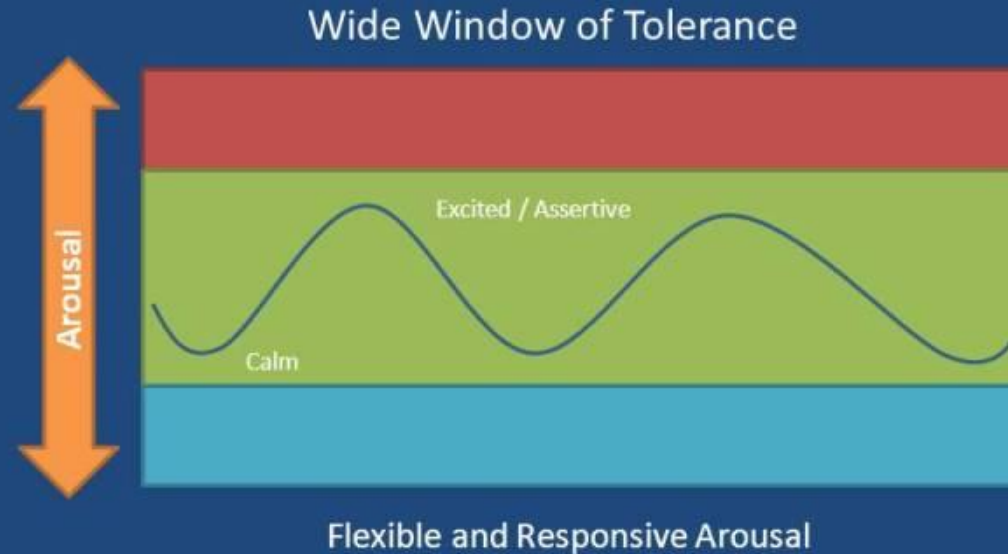 Wide Window of Tolerance
Arousal
Excited / Assertive
Calm
Flexible and Responsive Arousal